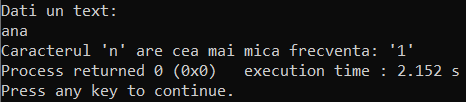 Dati un text:
ana
Caracterul 'n' are cea mai mica frecventa: '1'
Process returned 0 (0x0)   execution time : 2.152 s
Press any key to continue.